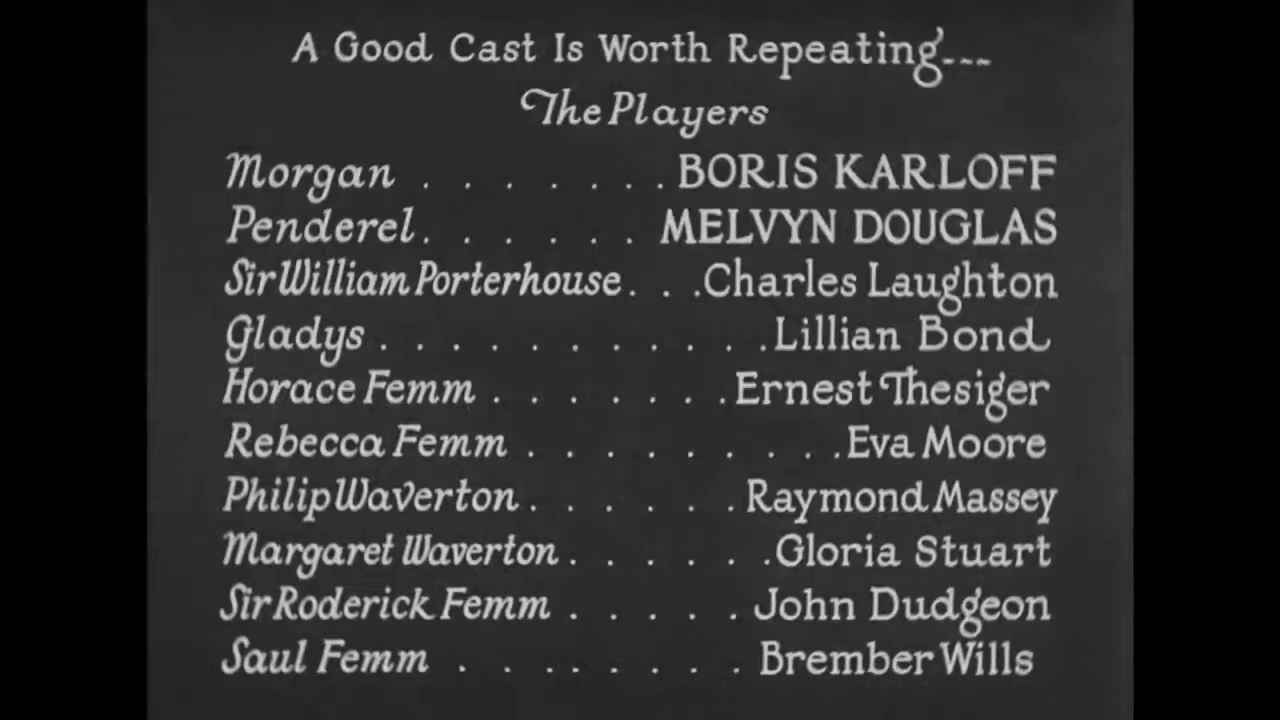 A Good Cast Is Worth Repeating---
The Players
Morgan . . . . . . . BORIS KARLOFF
Penderel . . . . . . MELVYN DOUGLAS
Sir William Porterhouse . . . Charles Laughton
Gladys . . . . . . . . . . . Lillian Bond
Horace Femm . . . . . . . Ernest Thesiger
Rebecca Femm . . . . . . . . . Eva Moore
Philip Waverton . . . . . . Raymond Massey
Margaret Waverton . . . . . . Gloria Stuart
Sir Roderick Femm . . . . . John Dudgeon
Saul Femm . . . . . . . . Brember Wills